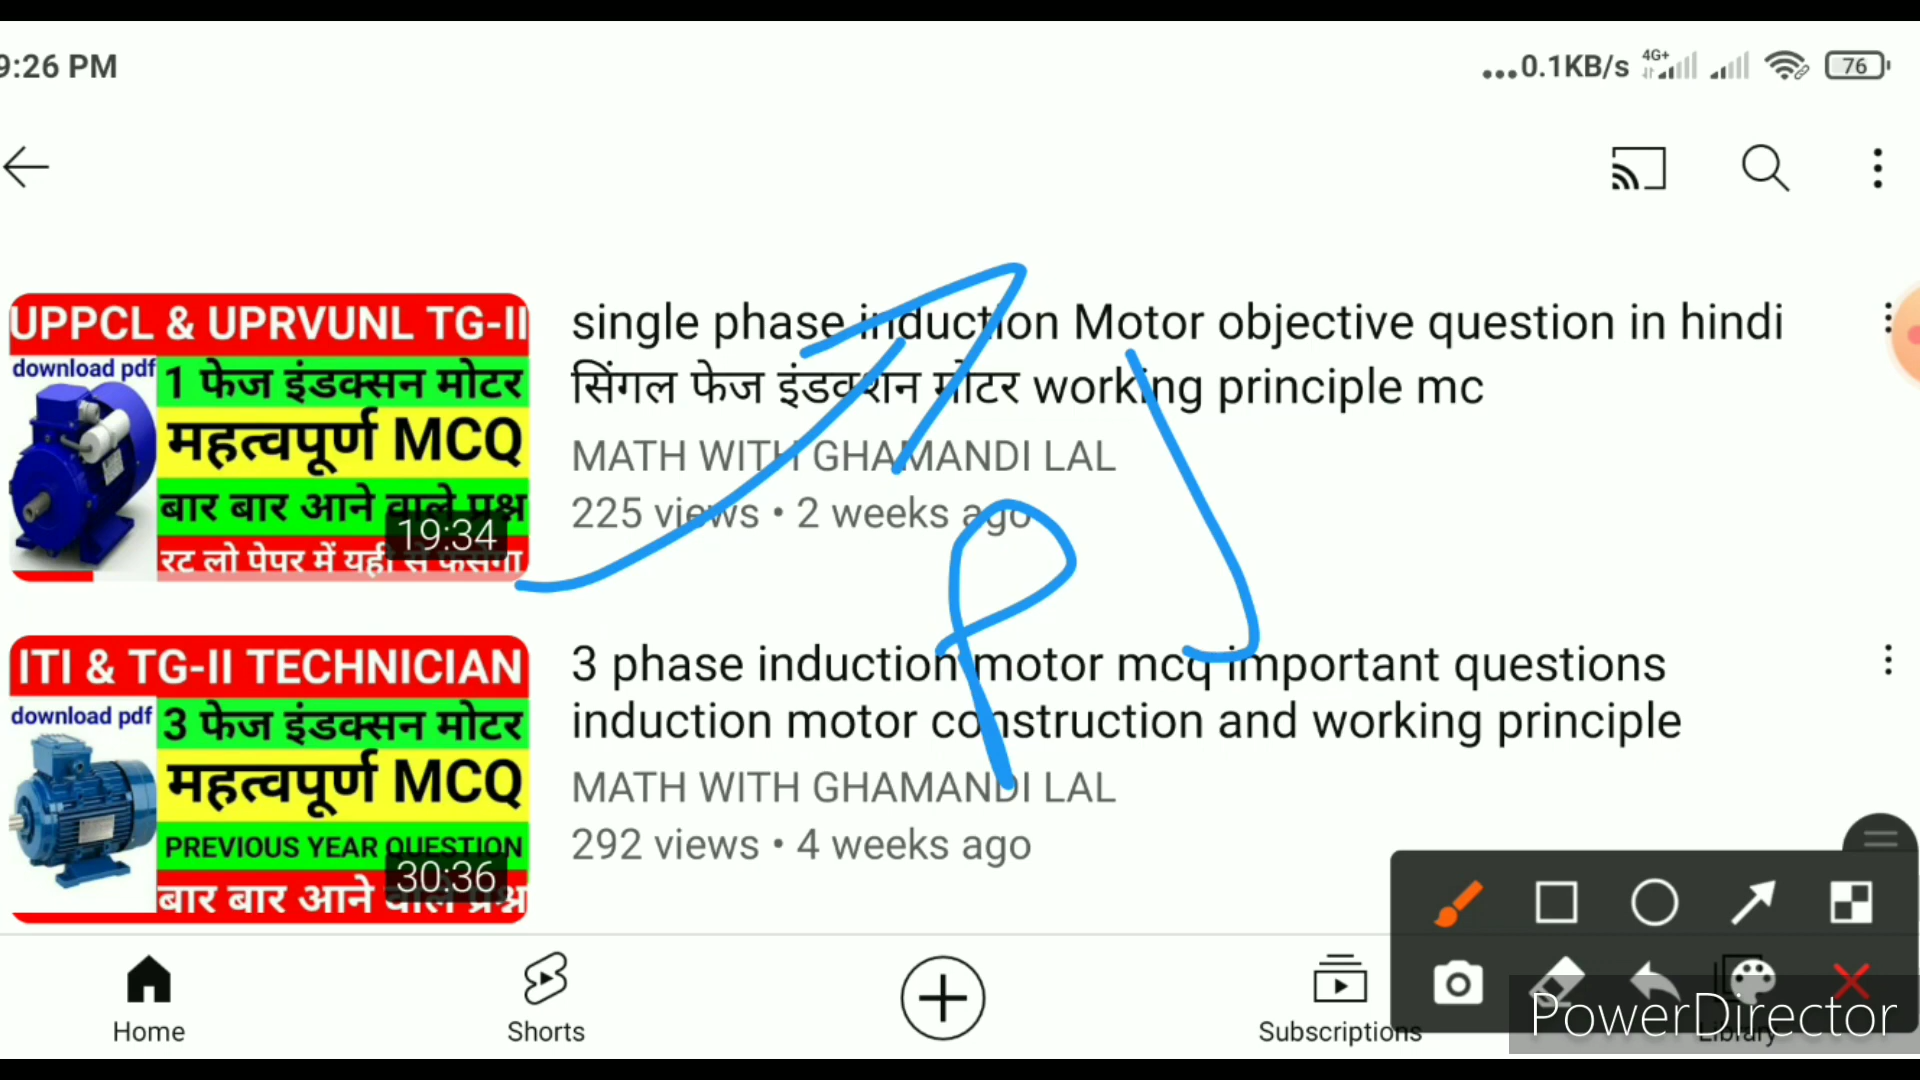 9:26 PM
...0.1KB/s 4G+ 76
UPPCL & UPRVUNL TG-II
download pdf
1 फेज इंडक्सन मोटर
महत्वपूर्ण MCQ
बार बार आने वाले प्रश्न
19:34
रट लो पेपर में यही से फसेगा
single phase induction Motor objective question in hindi
सिंगल फेज इंडक्शन मोटर working principle mc
MATH WITH GHAMANDI LAL
225 views • 2 weeks ago
ITI & TG-II TECHNICIAN
download pdf
3 फेज इंडक्सन मोटर
महत्वपूर्ण MCQ
PREVIOUS YEAR QUESTION
30:36
बार बार आने वाले प्रश्न
3 phase induction motor mcq important questions
induction motor construction and working principle
MATH WITH GHAMANDI LAL
292 views • 4 weeks ago
Home
Shorts
Subscriptions
Library
PowerDirector